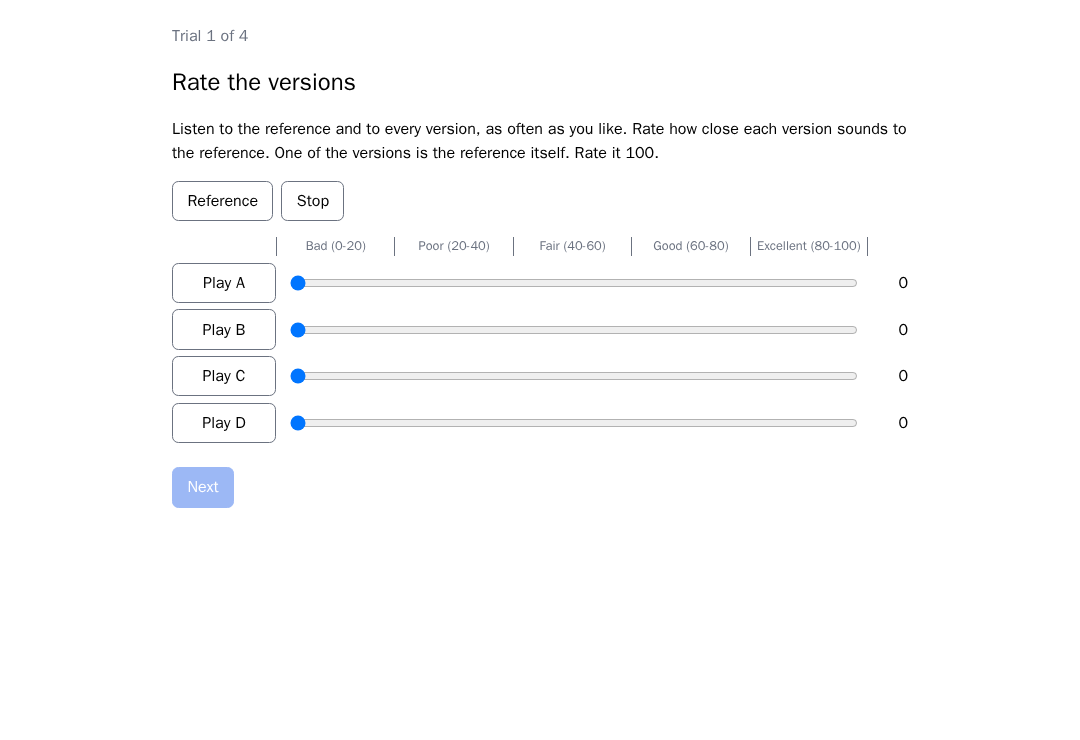 Trial 1 of 4
Rate the versions
Listen to the reference and to every version, as often as you like. Rate how close each version sounds to
the reference. One of the versions is the reference itself. Rate it 100.
Reference Stop
Bad (0-20) Poor (20-40) Fair (40-60) Good (60-80) Excellent (80-100)
Play A 0
Play B 0
Play C 0
Play D 0
Next